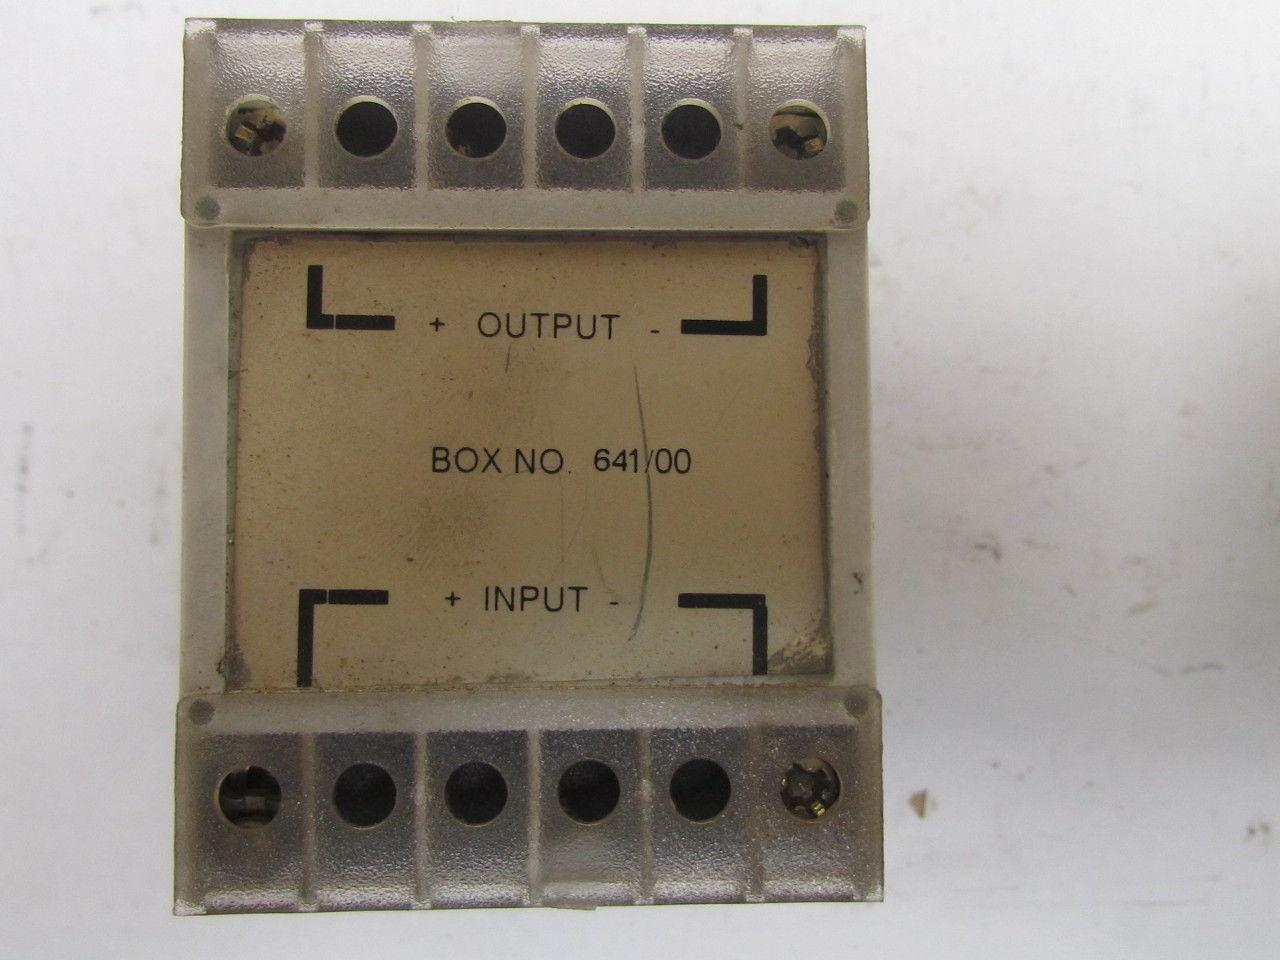 + OUTPUT -
BOX NO. 641/00
+ INPUT -